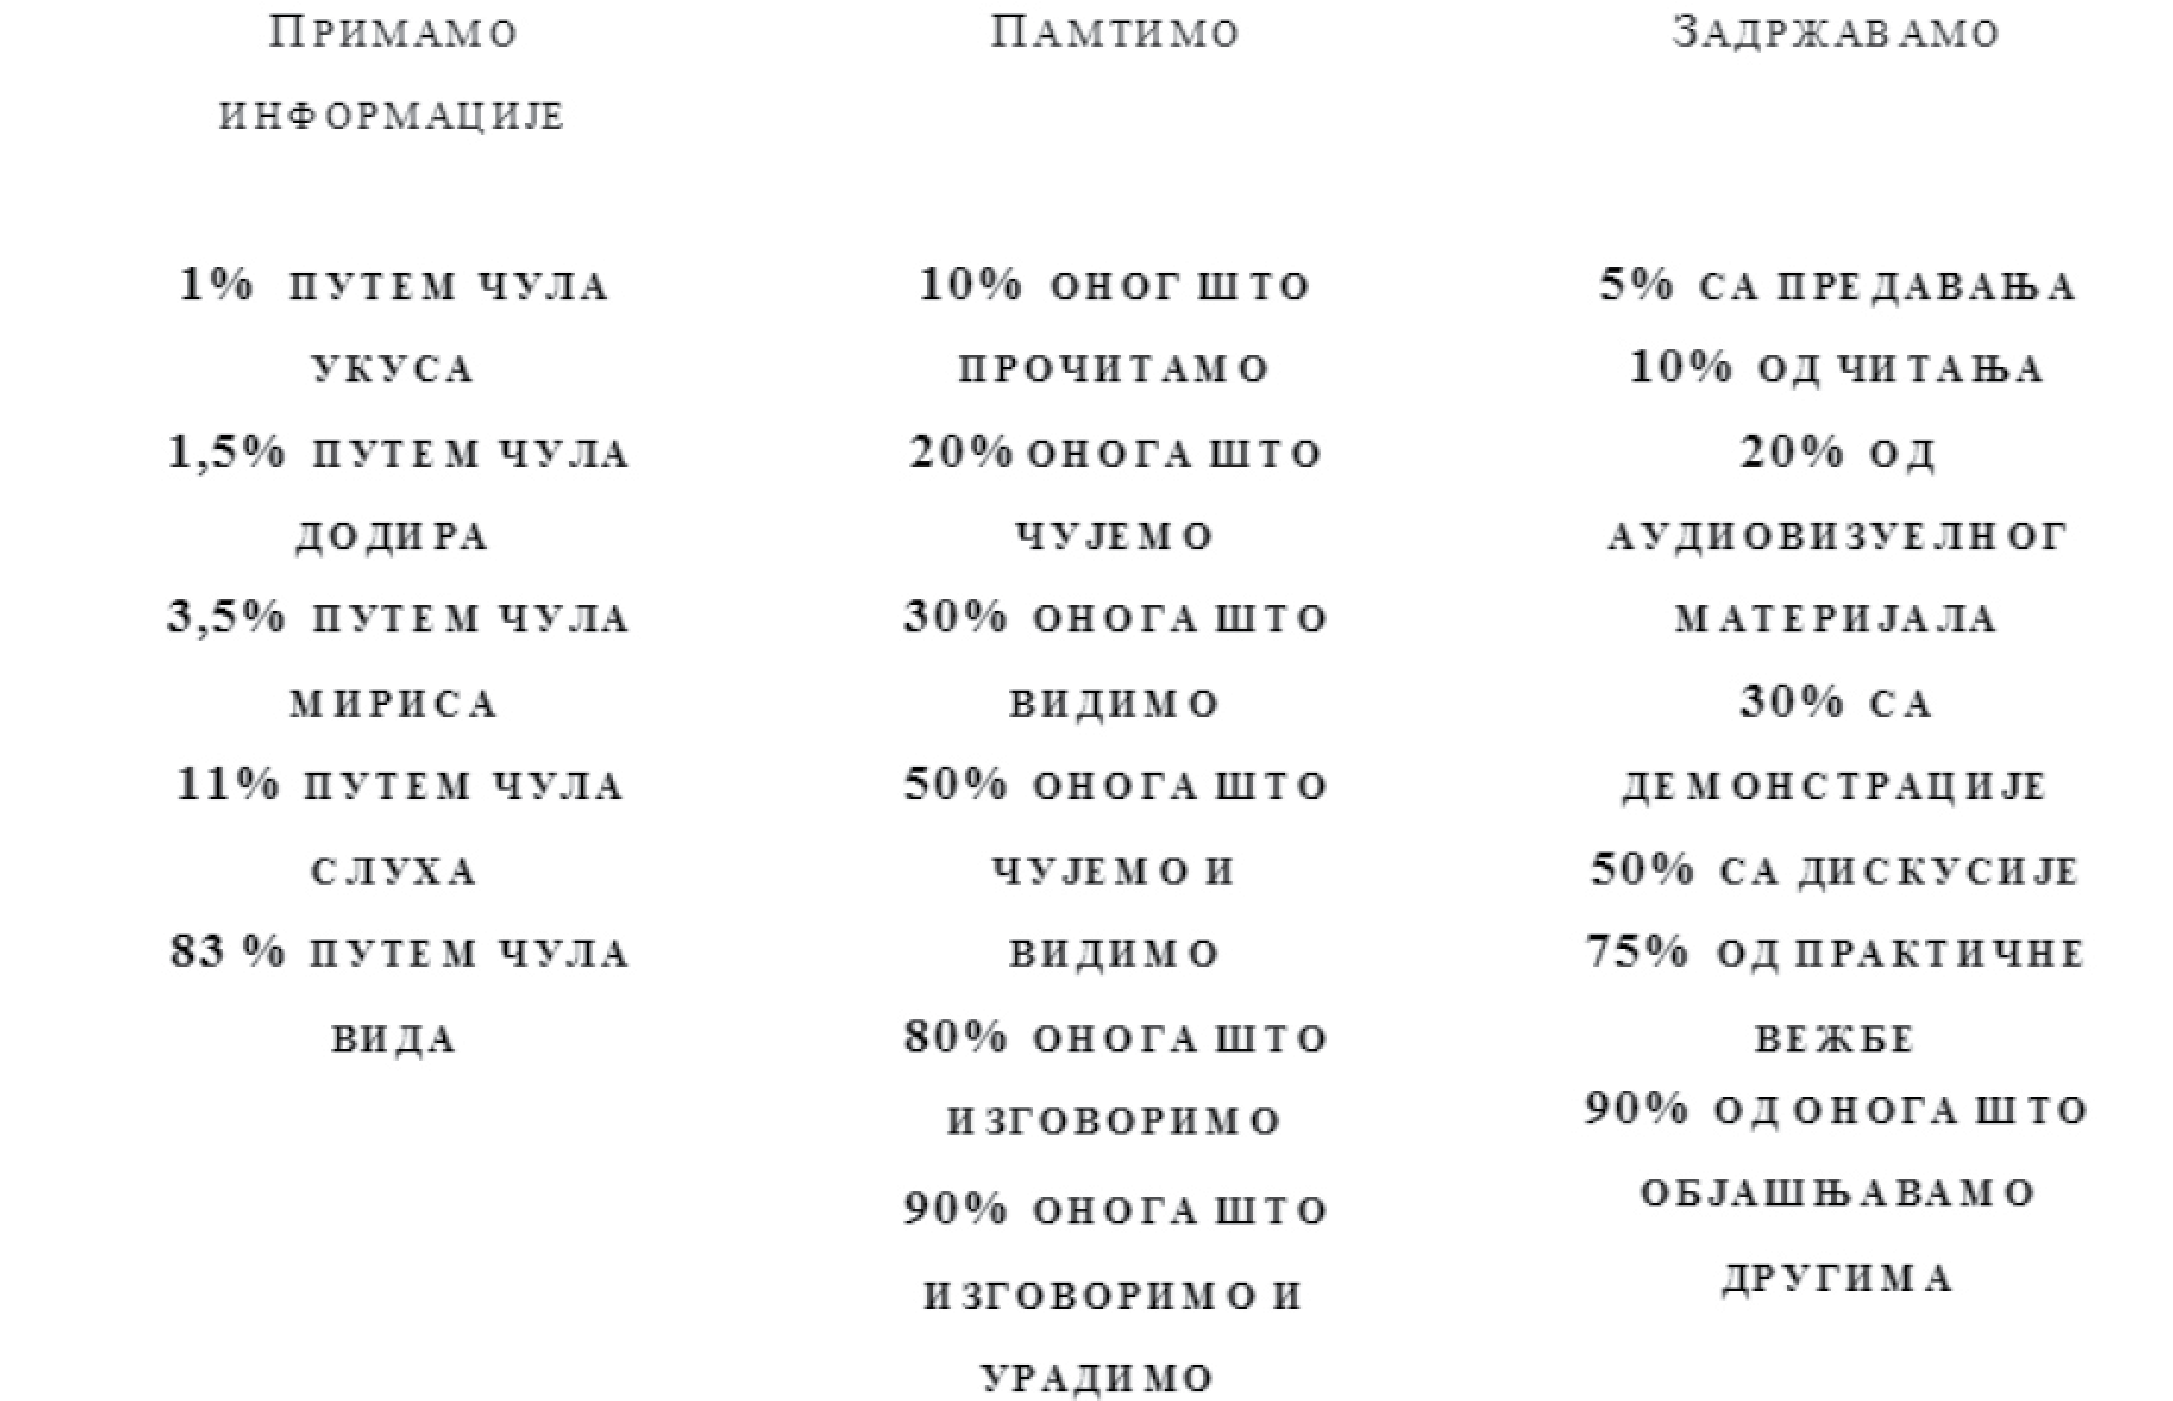 Примамо
информације
1% путем чула
укуса
1,5% путем чула
додира
3,5% путем чула
мириса
11% путем чула
слуха
83 % путем чула
вида
Памтимо
10% оног што
прочитамо
20% онога што
чујемо
30% онога што
видимо
50% онога што
чујемо и
видимо
80% онога што
изговоримо
90% онога што
изговоримо и
урадимо
Задржавамо
5% са предавања
10% од читања
20% од
аудиовизуелног
материјала
30% са
демонстрације
50% са дискусије
75% од практичне
вежбе
90% од онога што
објашњавамо
другима